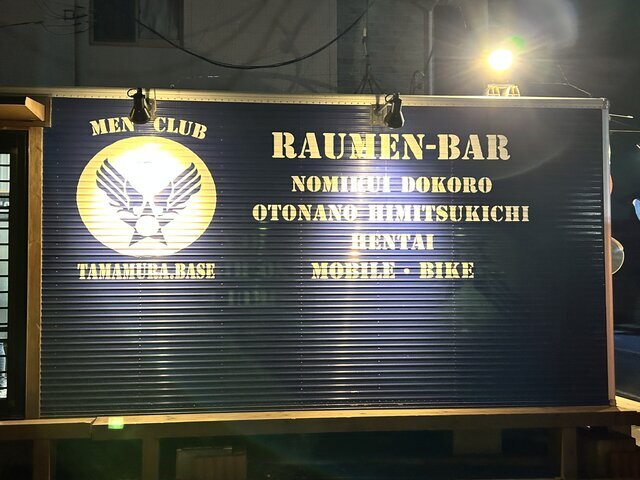 MEN CLUB
TAMAMURA.BASE
RAUMEN-BAR
NOMIKUI DOKORO
OTONANO HIMITSUKICHI
HENTAI
MOBILE・BIKE